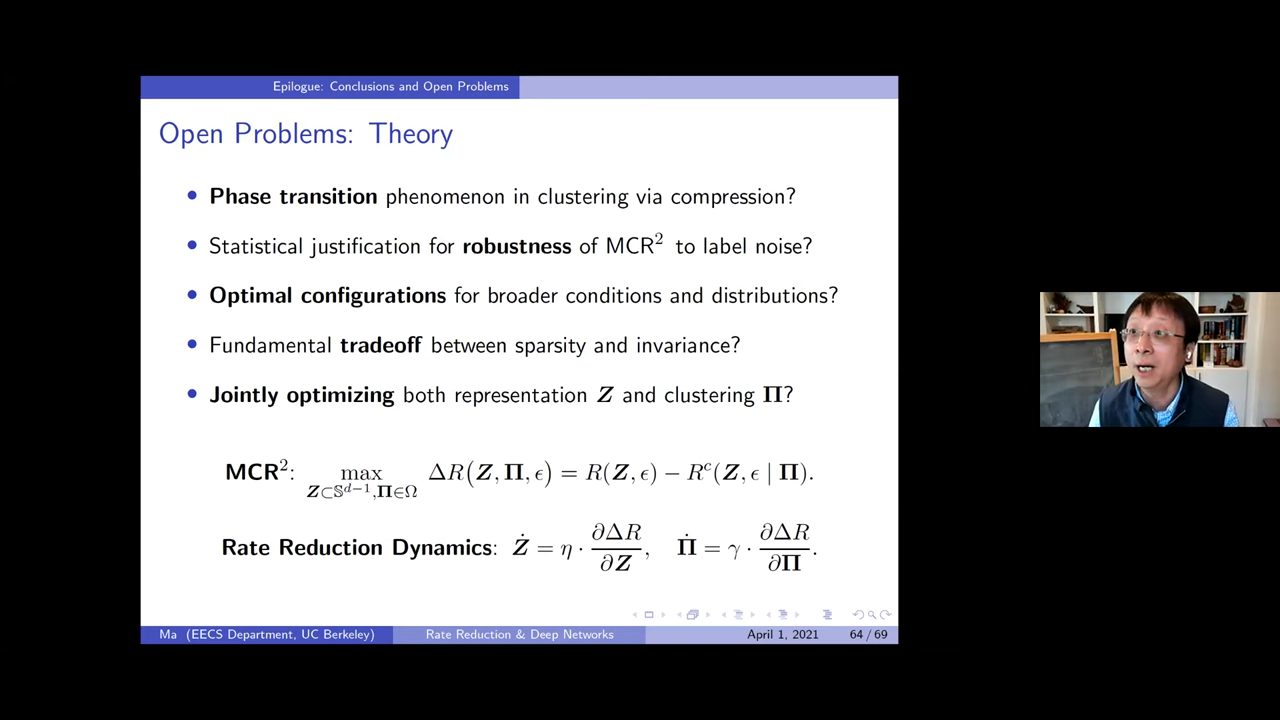 Epilogue: Conclusions and Open Problems
Open Problems: Theory
• Phase transition phenomenon in clustering via compression?
• Statistical justification for robustness of MCR² to label noise?
• Optimal configurations for broader conditions and distributions?
• Fundamental tradeoff between sparsity and invariance?
• Jointly optimizing both representation Z and clustering Π?
MCR²: max_{Z⊂𝕊^{d−1}, Π∈Ω} ΔR(Z, Π, ϵ) = R(Z, ϵ) − R^c(Z, ϵ | Π).
Rate Reduction Dynamics: Ż = η · ∂ΔR/∂Z, Π̇ = γ · ∂ΔR/∂Π.
Ma (EECS Department, UC Berkeley) Rate Reduction & Deep Networks April 1, 2021 64 / 69